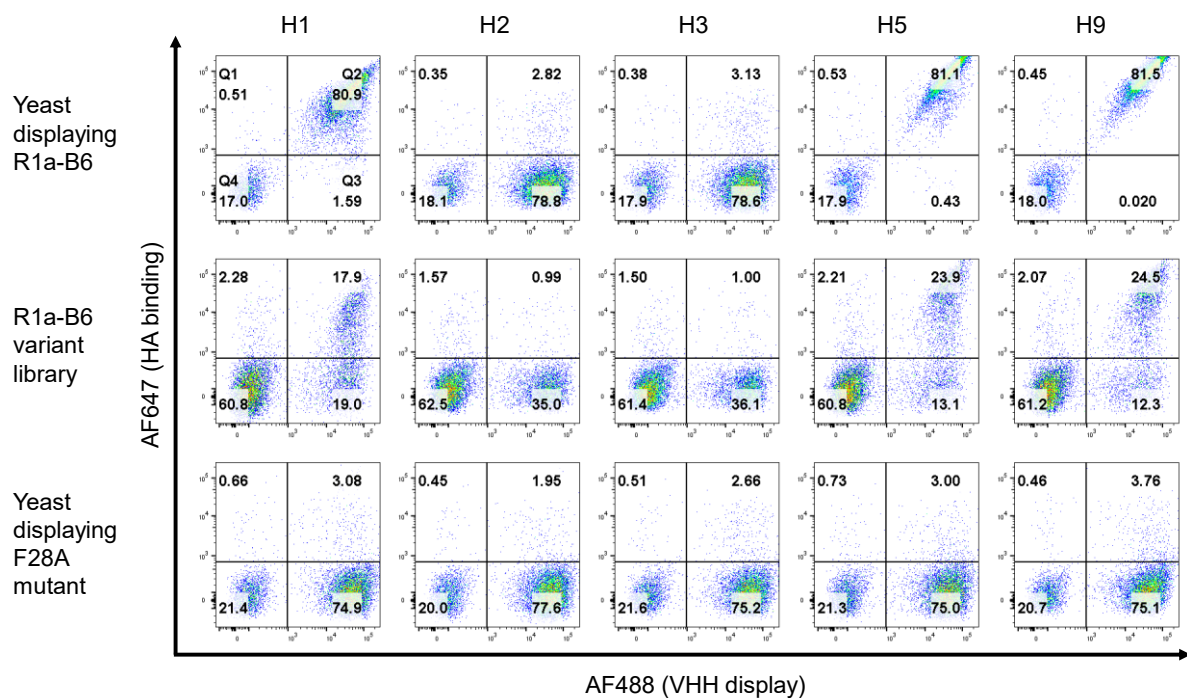 H1 H2 H3 H5 H9
Yeast
displaying
R1a-B6
Q1 Q2
0.51 80.9
Q4 Q3
17.0 1.59
0.35 2.82
18.1 78.8
0.38 3.13
17.9 78.6
0.53 81.1
17.9 0.43
0.45 81.5
18.0 0.020
R1a-B6
variant
library
2.28 17.9
60.8 19.0
1.57 0.99
62.5 35.0
1.50 1.00
61.4 36.1
2.21 23.9
60.8 13.1
2.07 24.5
61.2 12.3
Yeast
displaying
F28A
mutant
0.66 3.08
21.4 74.9
0.45 1.95
20.0 77.6
0.51 2.66
21.6 75.2
0.73 3.00
21.3 75.0
0.46 3.76
20.7 75.1
AF647 (HA binding)
AF488 (VHH display)